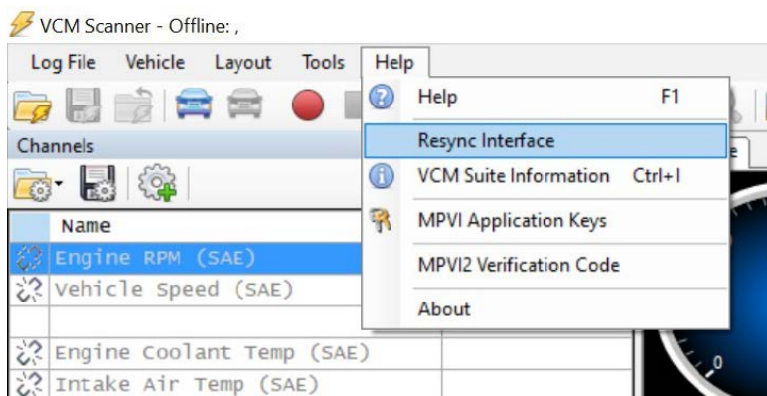 VCM Scanner - Offline: ,
Log File Vehicle Layout Tools Help
Help F1
Resync Interface
VCM Suite Information Ctrl+I
MPVI Application Keys
MPVI2 Verification Code
About
Channels
Name
Engine RPM (SAE)
Vehicle Speed (SAE)
Engine Coolant Temp (SAE)
Intake Air Temp (SAE)
0